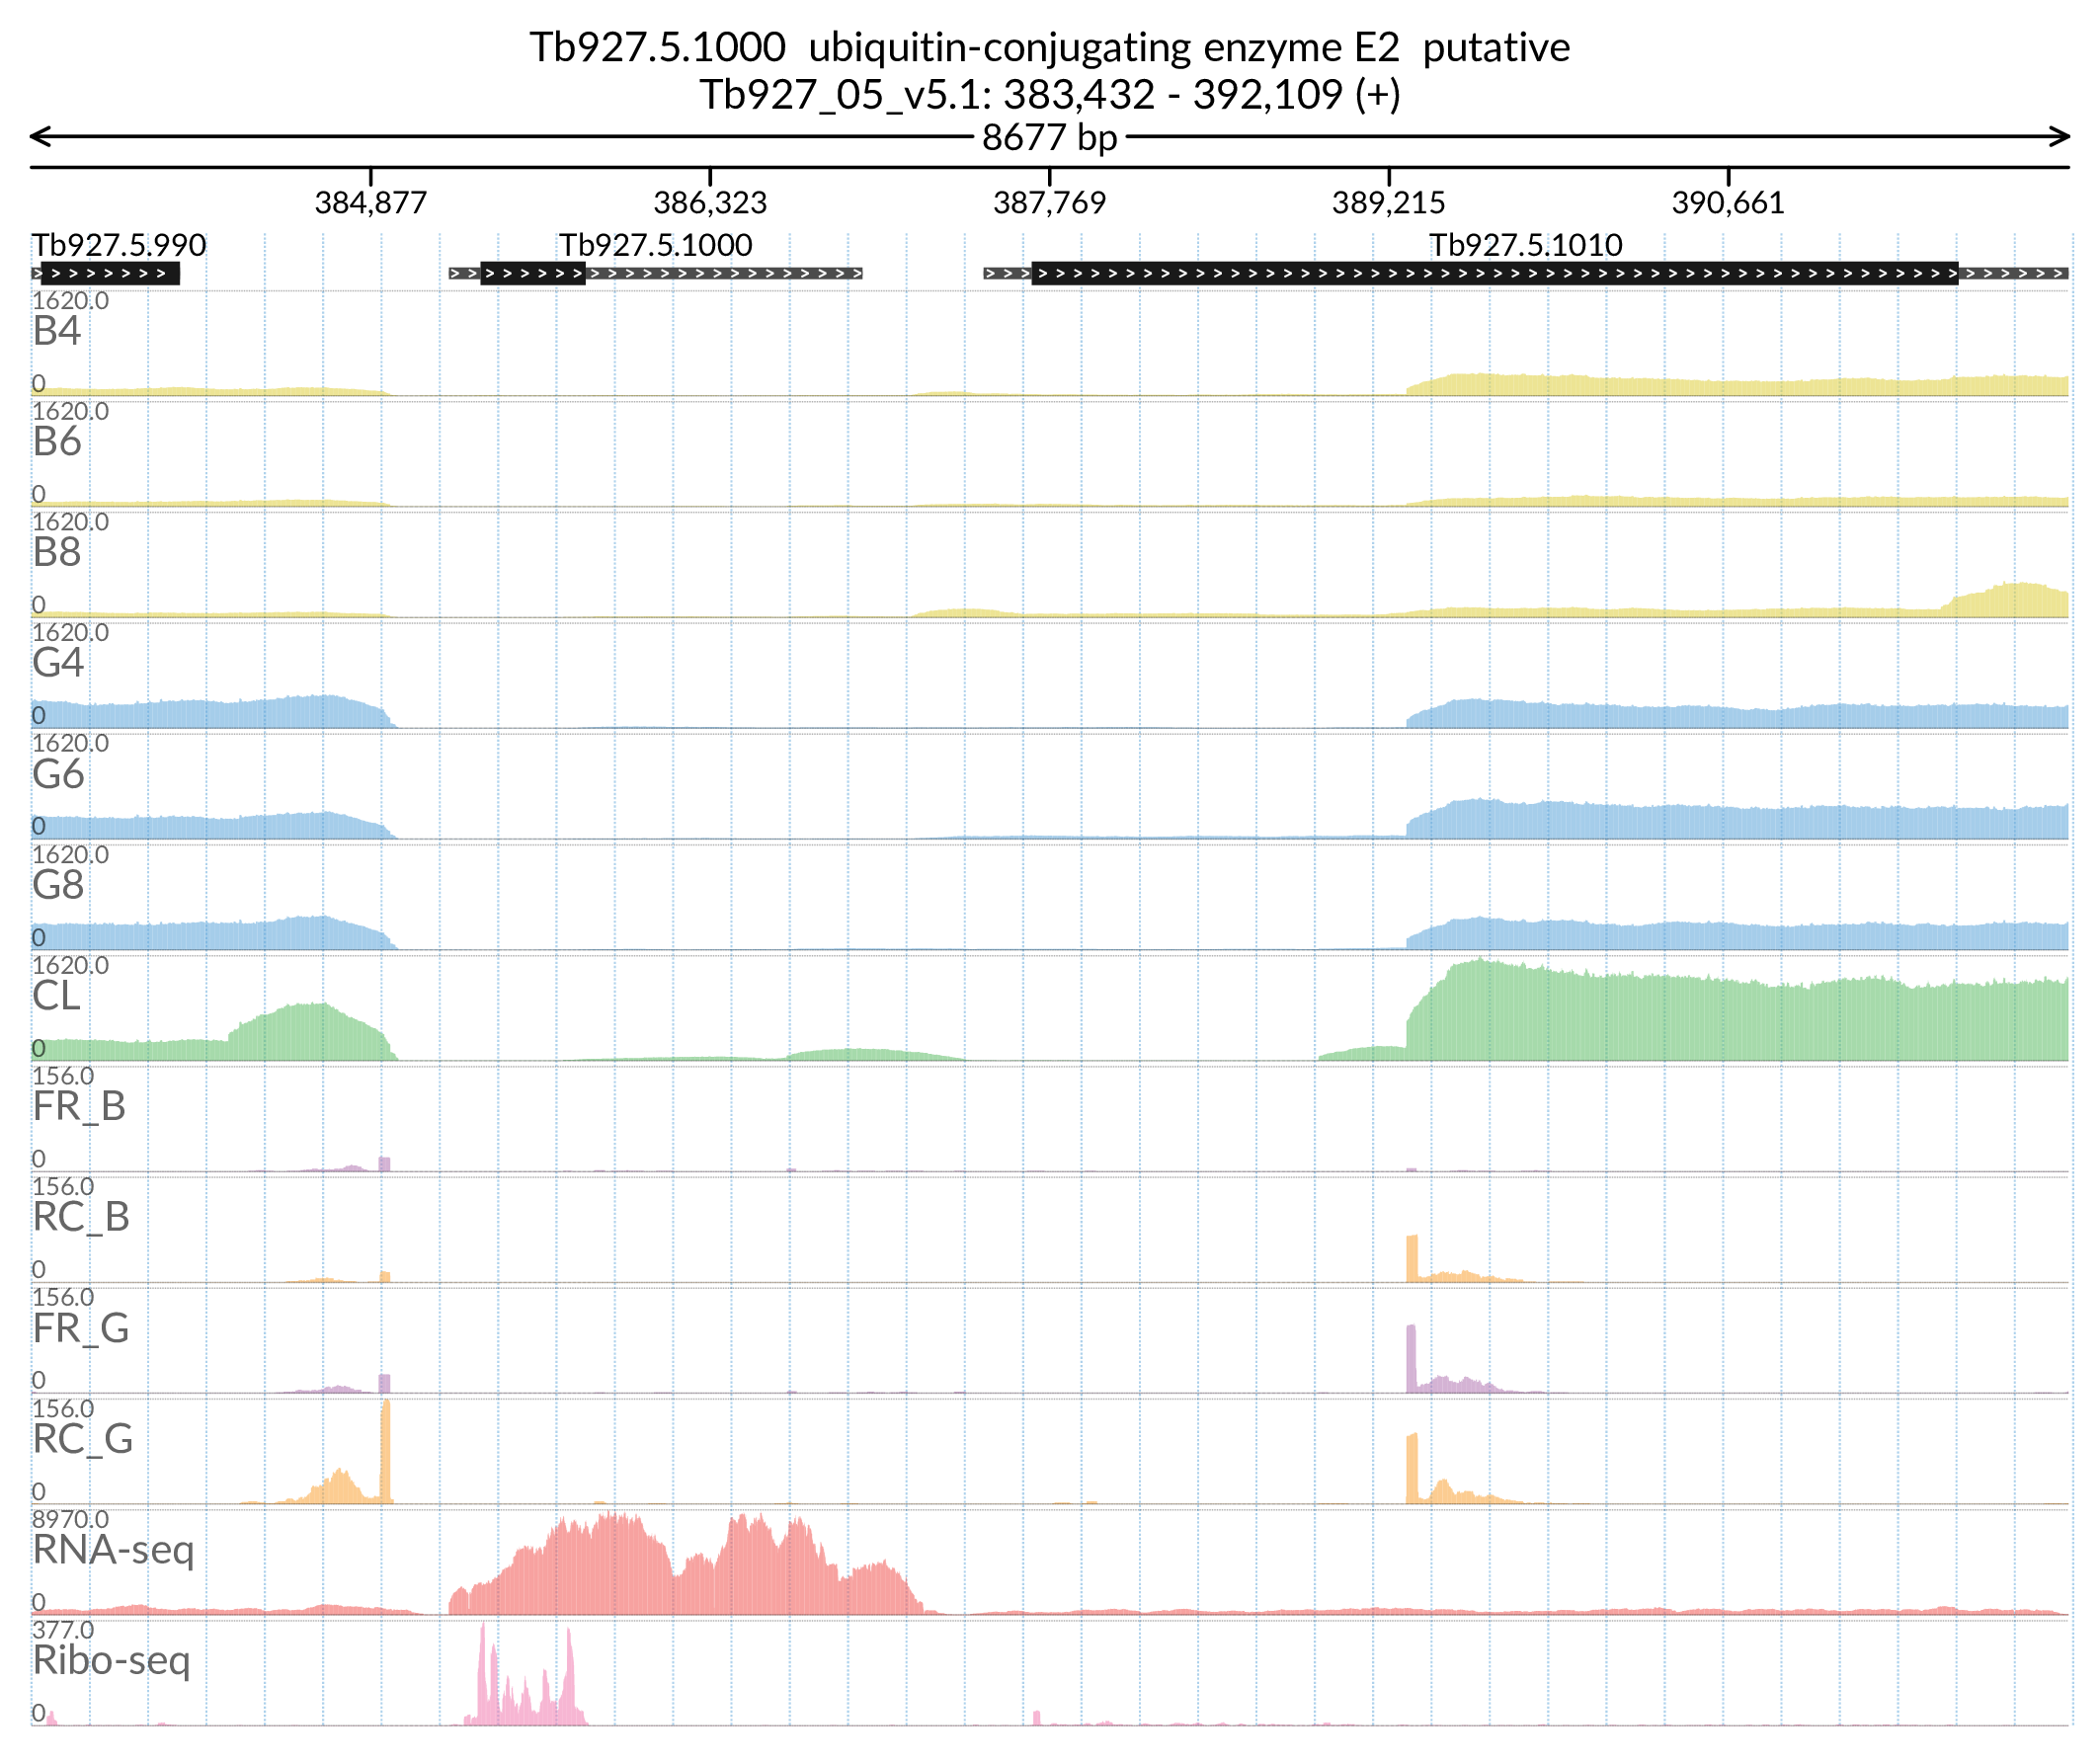 Tb927.5.1000  ubiquitin-conjugating enzyme E2  putative
Tb927_05_v5.1: 383,432 - 392,109 (+)
8677 bp
384,877 386,323 387,769 389,215 390,661
Tb927.5.990 Tb927.5.1000 Tb927.5.1010
1620.0
B4
0
1620.0
B6
0
1620.0
B8
0
1620.0
G4
0
1620.0
G6
0
1620.0
G8
0
1620.0
CL
0
156.0
FR_B
0
156.0
RC_B
0
156.0
FR_G
0
156.0
RC_G
0
8970.0
RNA-seq
0
377.0
Ribo-seq
0